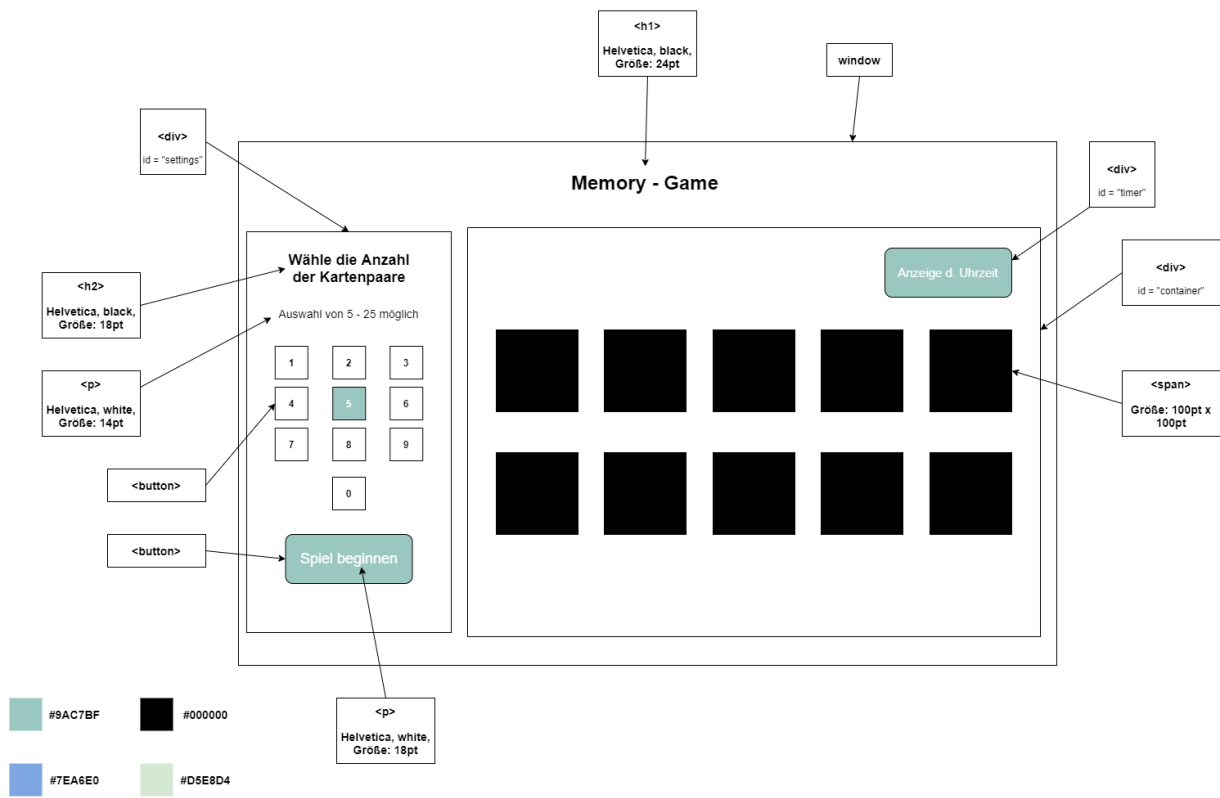 <h1>
Helvetica, black,
Größe: 24pt
window
<div>
id = "settings"
<div>
id = "timer"
Memory - Game
Wähle die Anzahl
der Kartenpaare
Anzeige d. Uhrzeit
<div>
id = "container"
<h2>
Helvetica, black,
Größe: 18pt
Auswahl von 5 - 25 möglich
1 2 3
<p>
Helvetica, white,
Größe: 14pt
4 5 6
<span>
Größe: 100pt x
100pt
7 8 9
<button>
0
<button>
Spiel beginnen
#9AC7BF
#000000
<p>
Helvetica, white,
Größe: 18pt
#7EA6E0
#D5E8D4